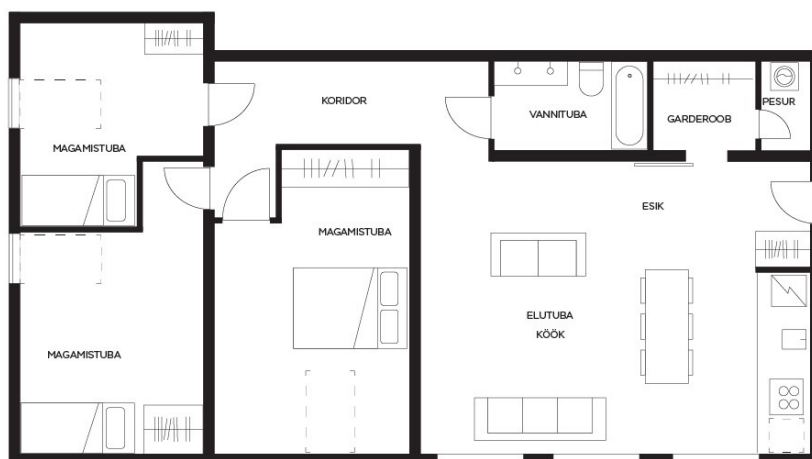 KORIDOR
VANNITUBA
GARDEROOB
PESUR
MAGAMISTUBA
ESIK
MAGAMISTUBA
ELUTUBA
KÖÖK
MAGAMISTUBA